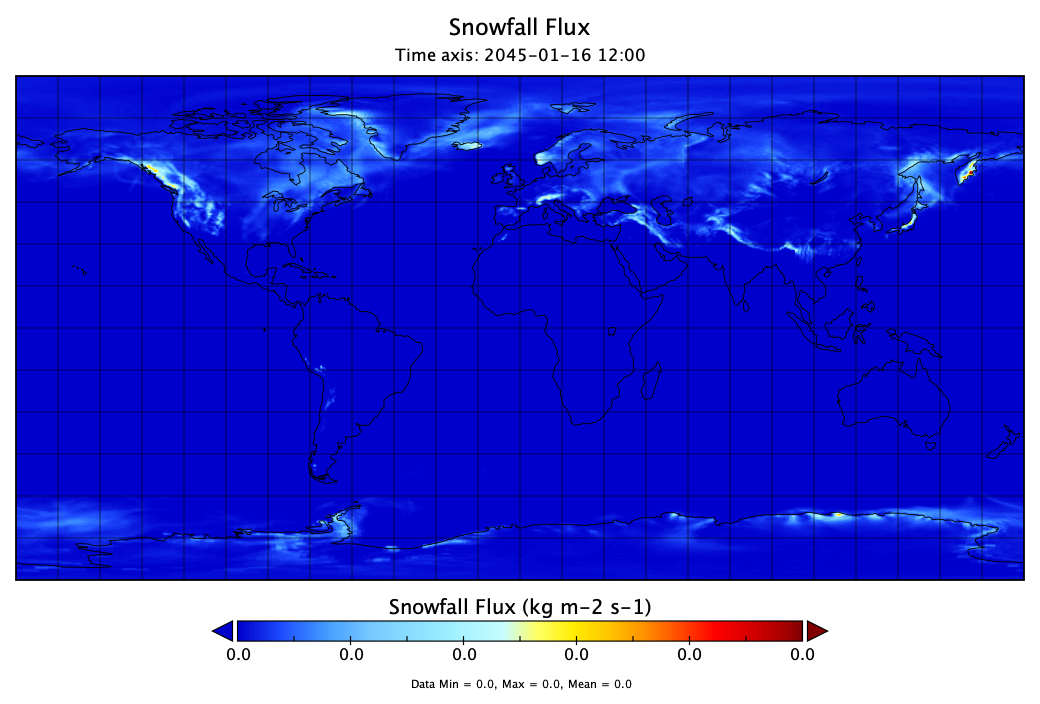 Snowfall Flux
Time axis: 2045-01-16 12:00
Snowfall Flux (kg m-2 s-1)
0.0 0.0 0.0 0.0 0.0 0.0
Data Min = 0.0, Max = 0.0, Mean = 0.0